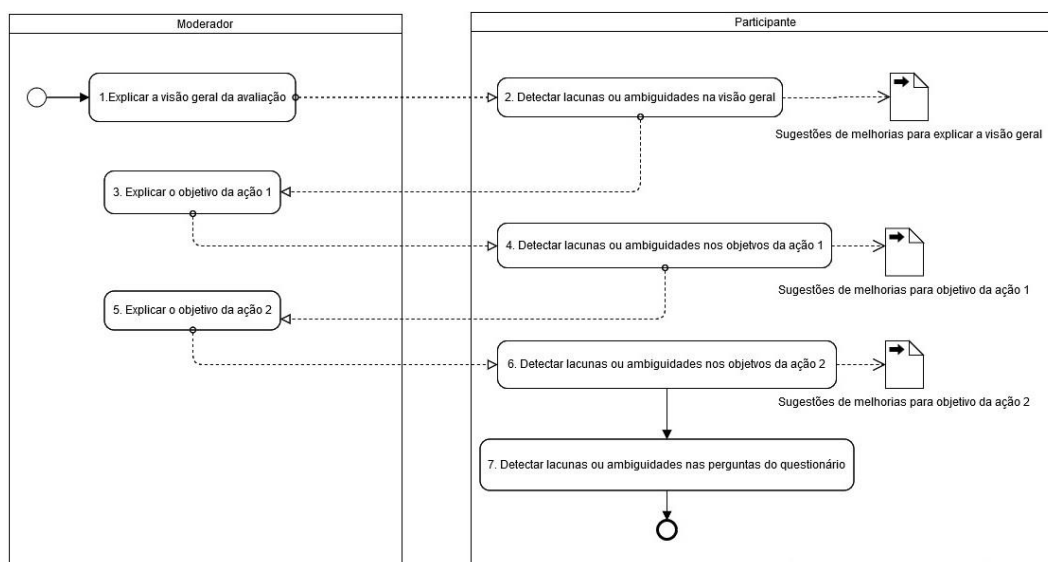 Moderador
Participante
1.Explicar a visão geral da avaliação
2. Detectar lacunas ou ambiguidades na visão geral
Sugestões de melhorias para explicar a visão geral
3. Explicar o objetivo da ação 1
4. Detectar lacunas ou ambiguidades nos objetvos da ação 1
Sugestões de melhorias para objetivo da ação 1
5. Explicar o objetivo da ação 2
6. Detectar lacunas ou ambiguidades nos objetvos da ação 2
Sugestões de melhorias para objetivo da ação 2
7. Detectar lacunas ou ambiguidades nas perguntas do questionário